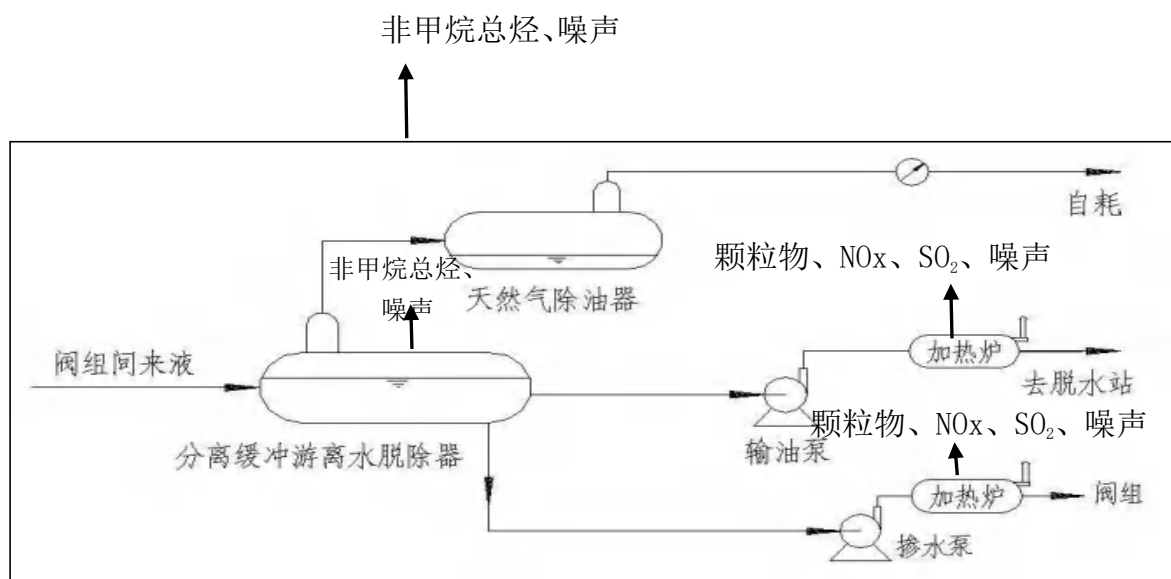 非甲烷总烃、噪声
自耗
颗粒物、NOx、SO₂、噪声
非甲烷总烃、
噪声
天然气除油器
加热炉
阀组间来液
去脱水站
颗粒物、NOx、SO₂、噪声
输油泵
分离缓冲游离水脱除器
加热炉
阀组
掺水泵